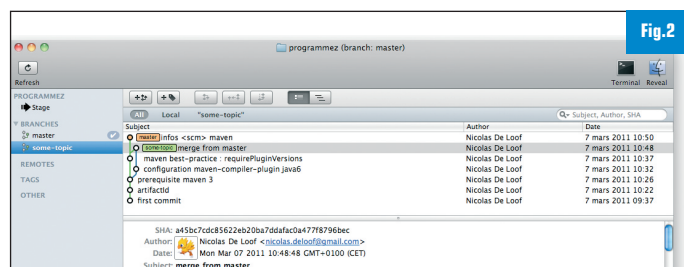 Fig.2
programmez (branch: master)
Refresh
Terminal Reveal
PROGRAMMEZ
Stage
BRANCHES
master
some-topic
REMOTES
TAGS
OTHER
All Local "some-topic"
Subject, Author, SHA
Subject Author Date
master infos <scm> maven Nicolas De Loof 7 mars 2011 10:50
some-topic merge from master Nicolas De Loof 7 mars 2011 10:48
maven best-practice : requirePluginVersions Nicolas De Loof 7 mars 2011 10:37
configuration maven-compiler-plugin java6 Nicolas De Loof 7 mars 2011 10:32
prerequisite maven 3 Nicolas De Loof 7 mars 2011 10:26
artifactId Nicolas De Loof 7 mars 2011 10:22
first commit Nicolas De Loof 7 mars 2011 09:37
SHA: a45bc7cdc85622eb20ba7ddafac0a477f8796bec
Author: Nicolas De Loof <nicolas.deloof@gmail.com>
Date: Mon Mar 07 2011 10:48:48 GMT+0100 (CET)
Subject: merge from master